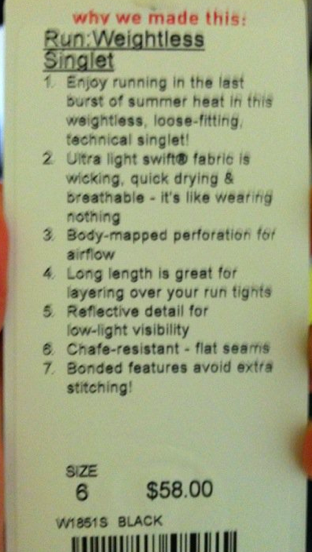 why we made this:
Run:Weightless
Singlet
1. Enjoy running in the last
burst of summer heat in this
weightless, loose-fitting,
technical singlet!
2. Ultra light swift® fabric is
wicking, quick drying &
breathable - it's like wearing
nothing
3. Body-mapped perforation for
airflow
4. Long length is great for
layering over your run tights
5. Reflective detail for
low-light visibility
6. Chafe-resistant - flat seams
7. Bonded features avoid extra
stitching!
SIZE
6 $58.00
W1851S BLACK